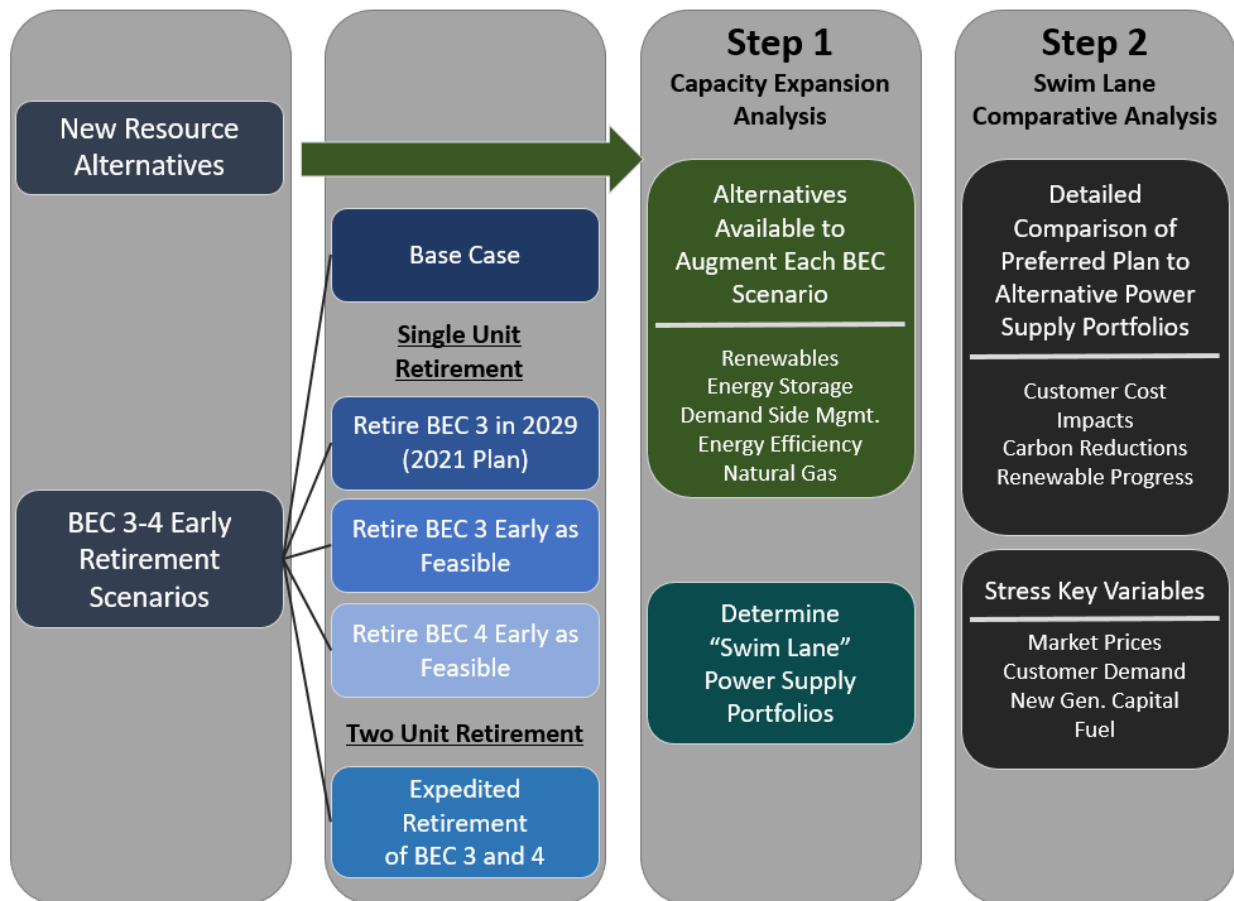 New Resource
Alternatives
BEC 3-4 Early
Retirement
Scenarios
Base Case
Single Unit
Retirement
Retire BEC 3 in 2029
(2021 Plan)
Retire BEC 3 Early as
Feasible
Retire BEC 4 Early as
Feasible
Two Unit Retirement
Expedited
Retirement
of BEC 3 and 4
Step 1
Capacity Expansion
Analysis
Alternatives
Available to
Augment Each BEC
Scenario
Renewables
Energy Storage
Demand Side Mgmt.
Energy Efficiency
Natural Gas
Determine
“Swim Lane”
Power Supply
Portfolios
Step 2
Swim Lane
Comparative Analysis
Detailed
Comparison of
Preferred Plan to
Alternative Power
Supply Portfolios
Customer Cost
Impacts
Carbon Reductions
Renewable Progress
Stress Key Variables
Market Prices
Customer Demand
New Gen. Capital
Fuel